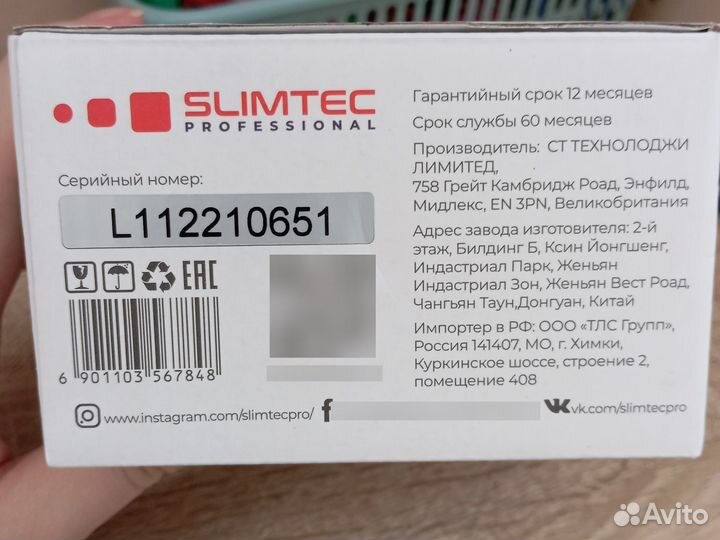 SLIMTEC
PROFESSIONAL
Серийный номер:
L112210651
EAC
6 901103 567848
www.instagram.com/slimtecpro/
vk.com/slimtecpro
Гарантийный срок 12 месяцев
Срок службы 60 месяцев
Производитель: СТ ТЕХНОЛОДЖИ
ЛИМИТЕД,
758 Грейт Камбридж Роад, Энфилд,
Мидлекс, EN 3PN, Великобритания
Адрес завода изготовителя: 2-й
этаж, Билдинг Б, Ксин Йонгшенг,
Индастриал Парк, Женьян
Индастриал Зон, Женьян Вест Роад,
Чангьян Таун,Донгуан, Китай
Импортер в РФ: ООО «ТЛС Групп»,
Россия 141407, МО, г. Химки,
Куркинское шоссе, строение 2,
помещение 408
Avito